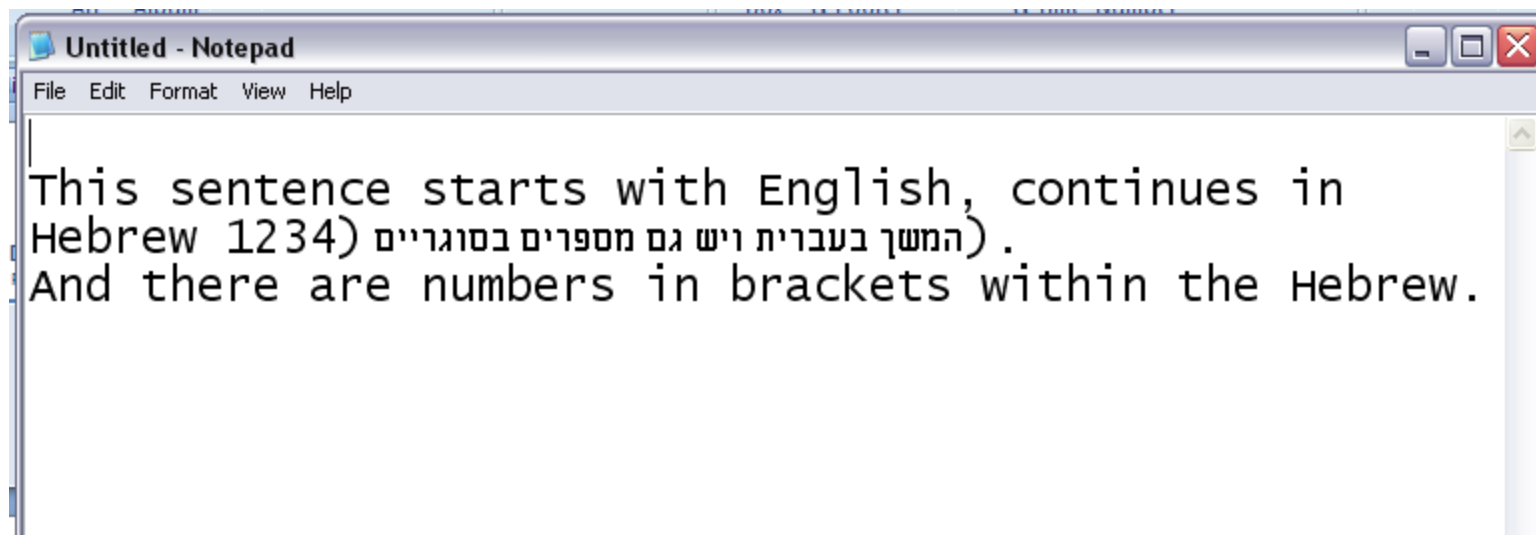 Untitled - Notepad
File Edit Format View Help
This sentence starts with English, continues in
Hebrew המשך בעברית ויש גם מספרים בסוגריים (1234).
And there are numbers in brackets within the Hebrew.